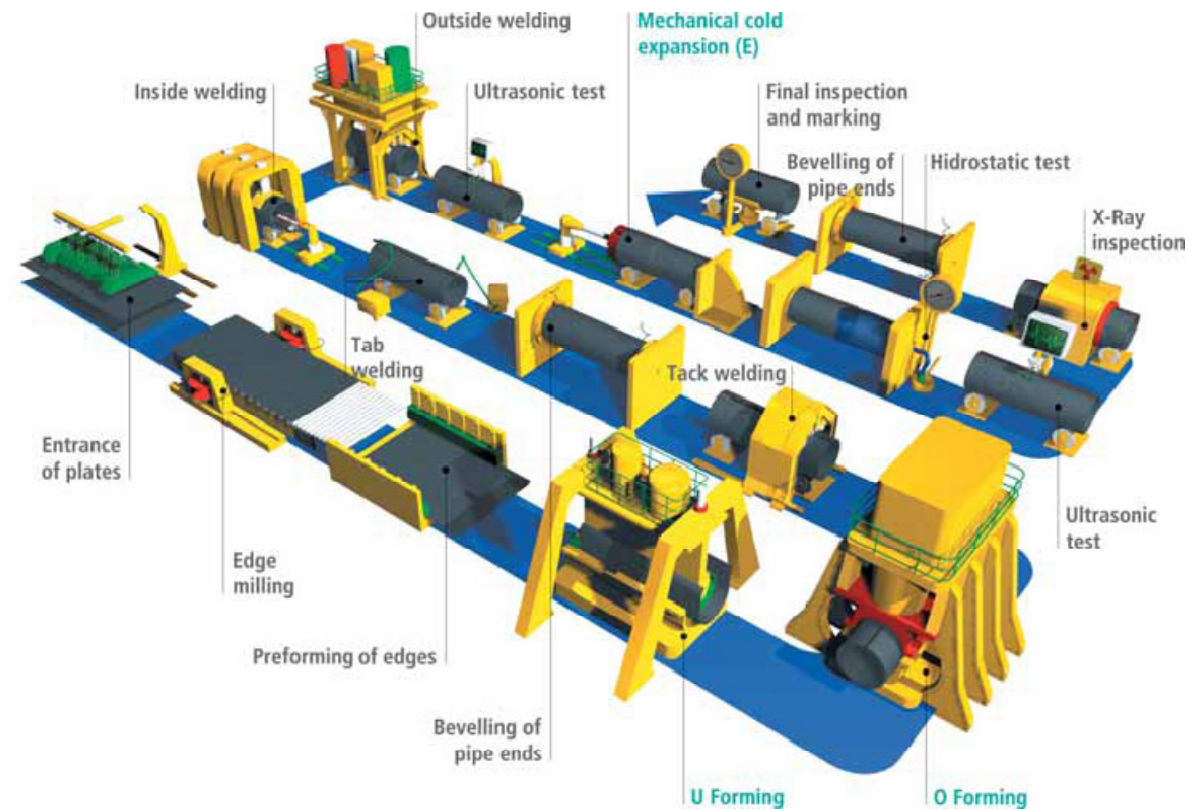 Outside welding
Mechanical cold
expansion (E)
Inside welding
Ultrasonic test
Final inspection
and marking
Bevelling of
pipe ends
Hidrostatic test
X-Ray
inspection
Tab
welding
Tack welding
Entrance
of plates
Edge
milling
Ultrasonic
test
Preforming of edges
Bevelling of
pipe ends
U Forming
O Forming